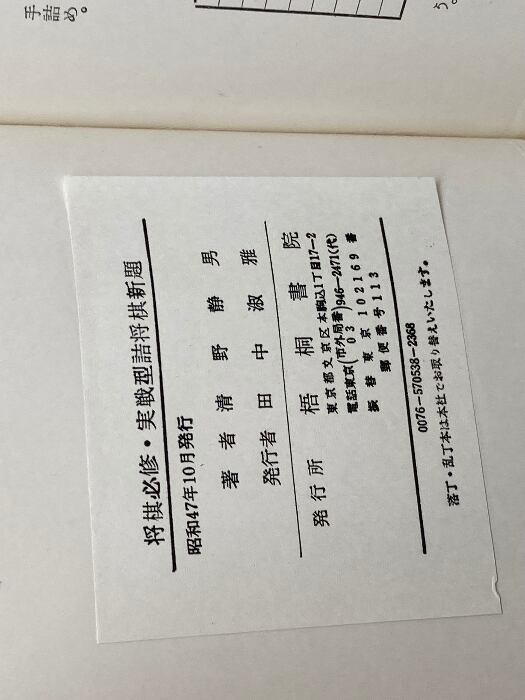 手詰め。
う。
将棋必修・実戦型詰将棋新題
昭和47年10月発行
著者 清野静男
発行者 田中淑雅
発行所 梧桐書院
東京都文京区本駒込1丁目17-2
電話東京(市外局番03)946-2471(代)
振替東京102169番
郵便番号113
0076-570538-2368
落丁・乱丁本は本社でお取り替えいたします。